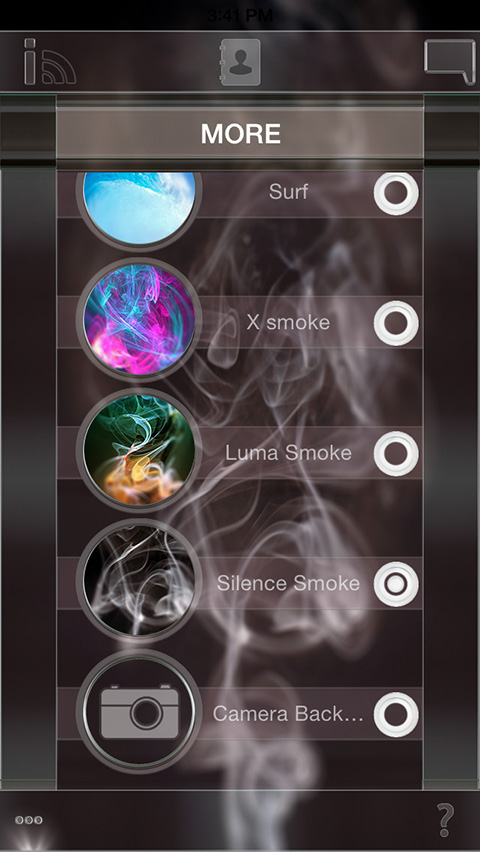 3:41 PM
MORE
Surf
X smoke
Luma Smoke
Silence Smoke
Camera Back...
?